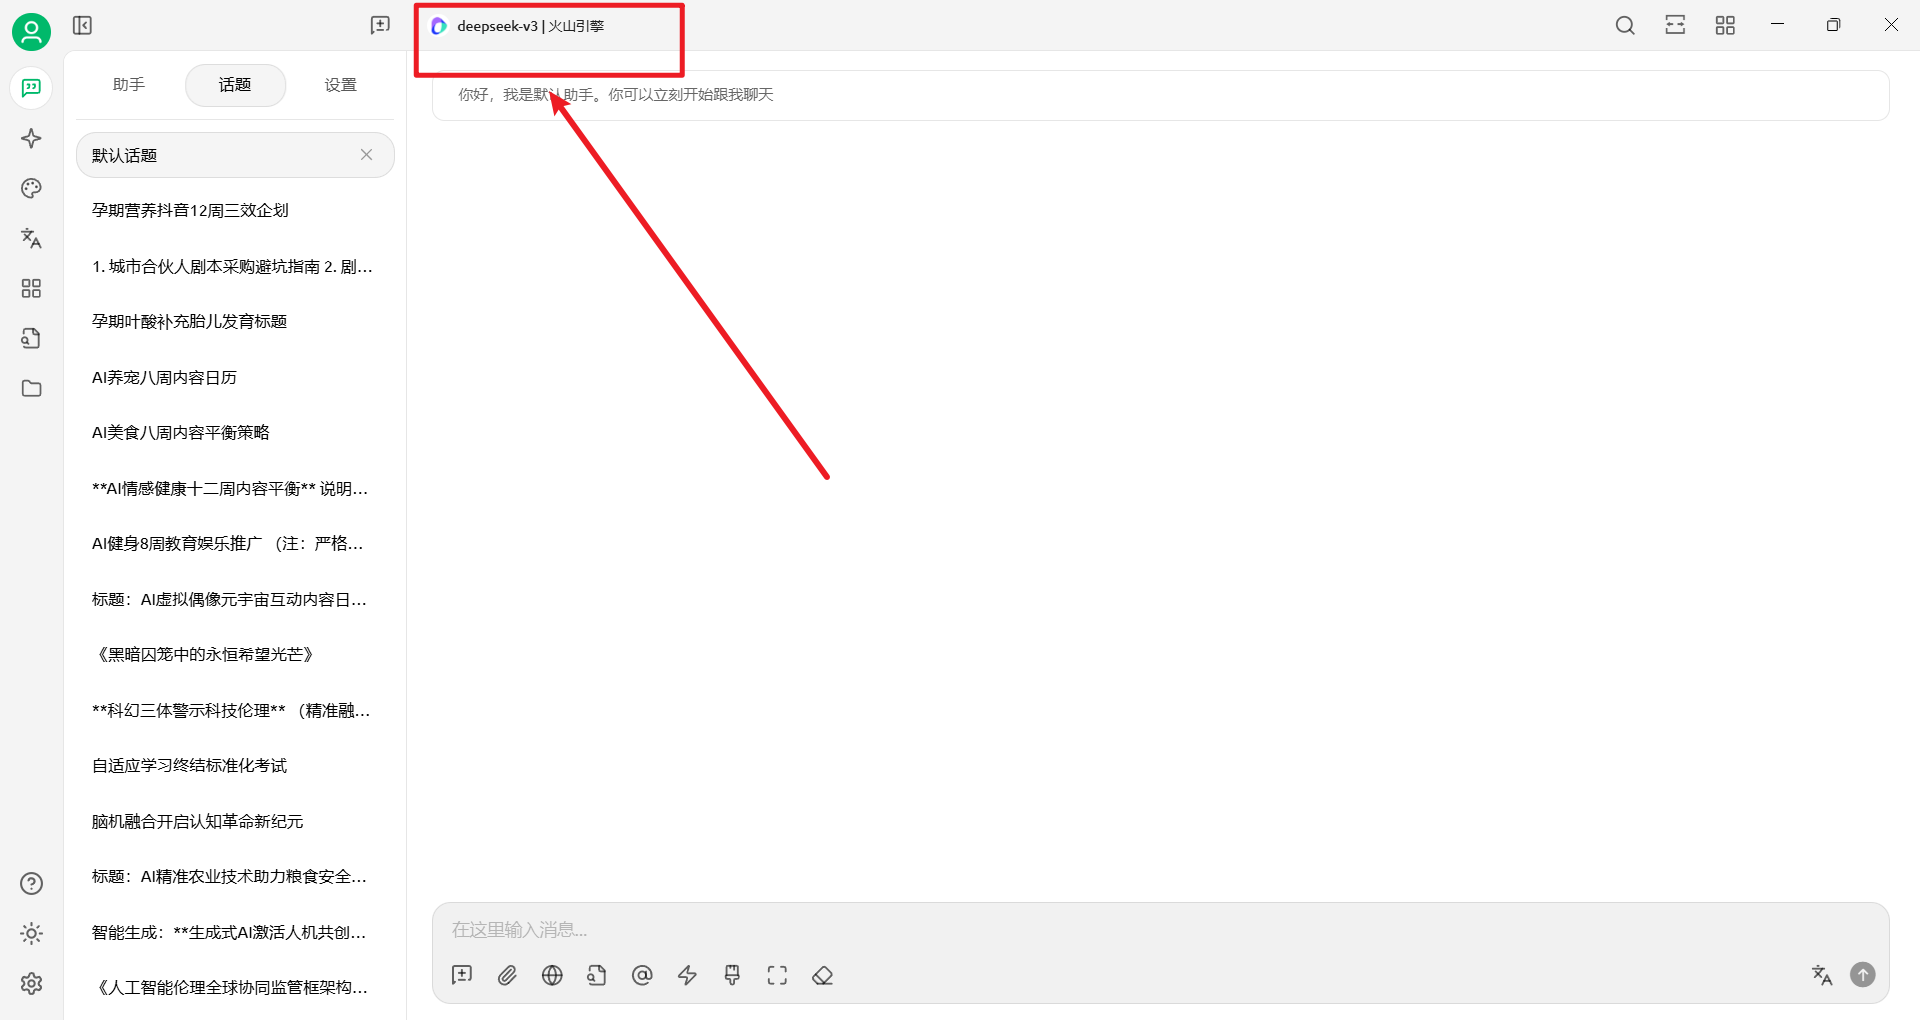 deepseek-v3 | 火山引擎
助手 话题 设置
你好，我是默认助手。你可以立刻开始跟我聊天
默认话题
孕期营养抖音12周三效企划
1. 城市合伙人剧本采购避坑指南 2. 剧...
孕期叶酸补充胎儿发育标题
AI养宠八周内容日历
AI美食八周内容平衡策略
**AI情感健康十二周内容平衡** 说明...
AI健身8周教育娱乐推广 （注：严格...
标题：AI虚拟偶像元宇宙互动内容日...
《黑暗囚笼中的永恒希望光芒》
**科幻三体警示科技伦理** （精准融...
自适应学习终结标准化考试
脑机融合开启认知革命新纪元
标题：AI精准农业技术助力粮食安全...
智能生成：**生成式AI激活人机共创...
《人工智能伦理全球协同监管框架构...
在这里输入消息...